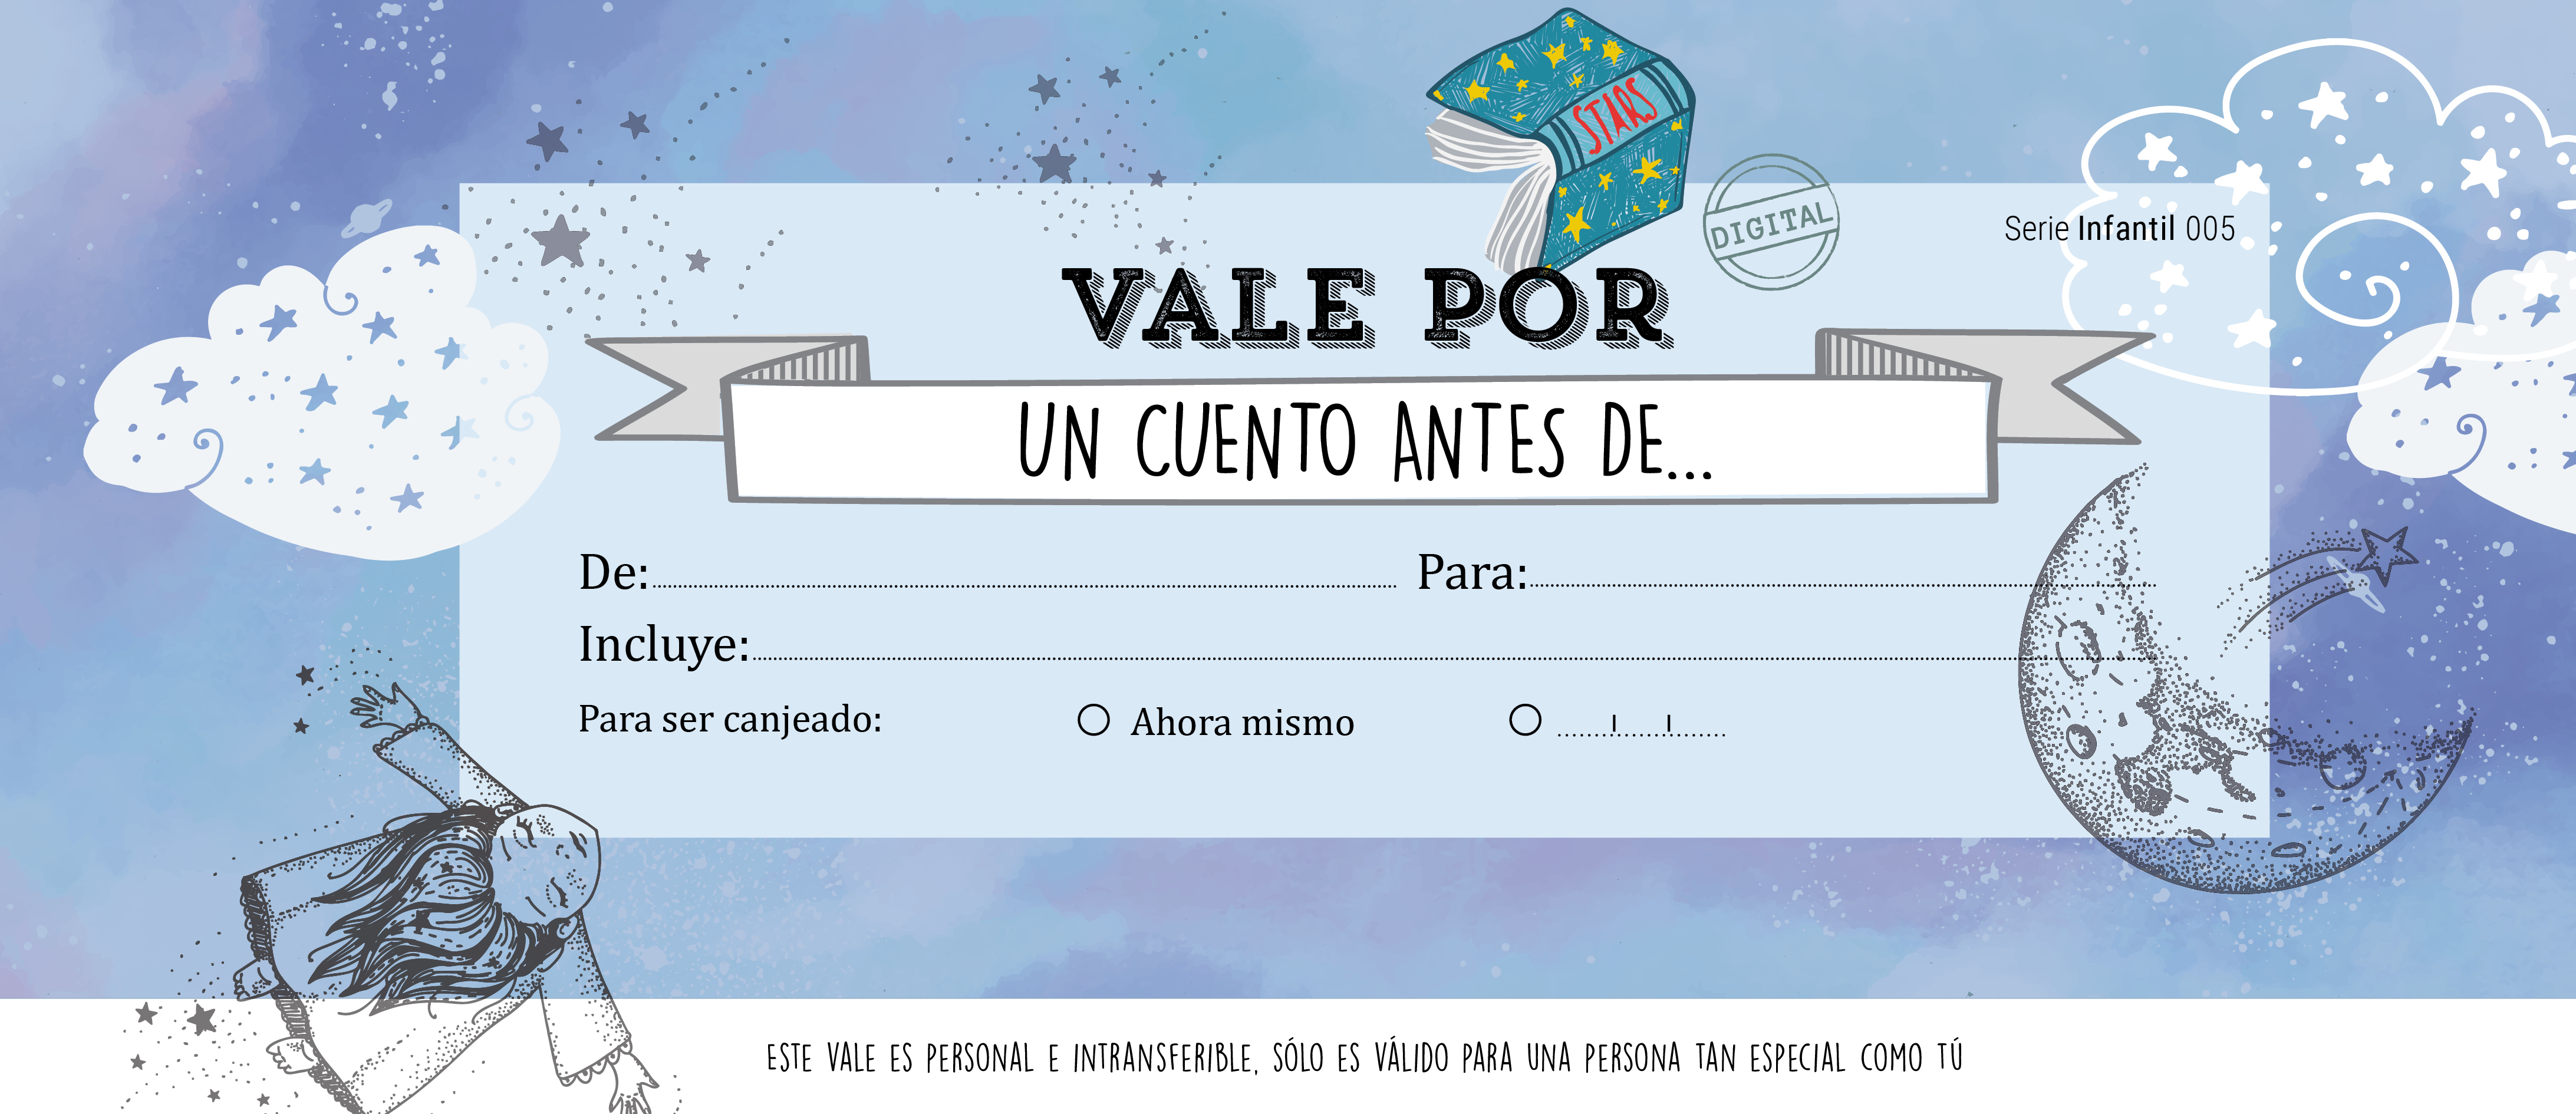 STARS
DIGITAL
Serie Infantil 005
VALE POR
UN CUENTO ANTES DE...
De: Para:
Incluye:
Para ser canjeado: Ahora mismo
ESTE VALE ES PERSONAL E INTRANSFERIBLE, SÓLO ES VÁLIDO PARA UNA PERSONA TAN ESPECIAL COMO TÚ